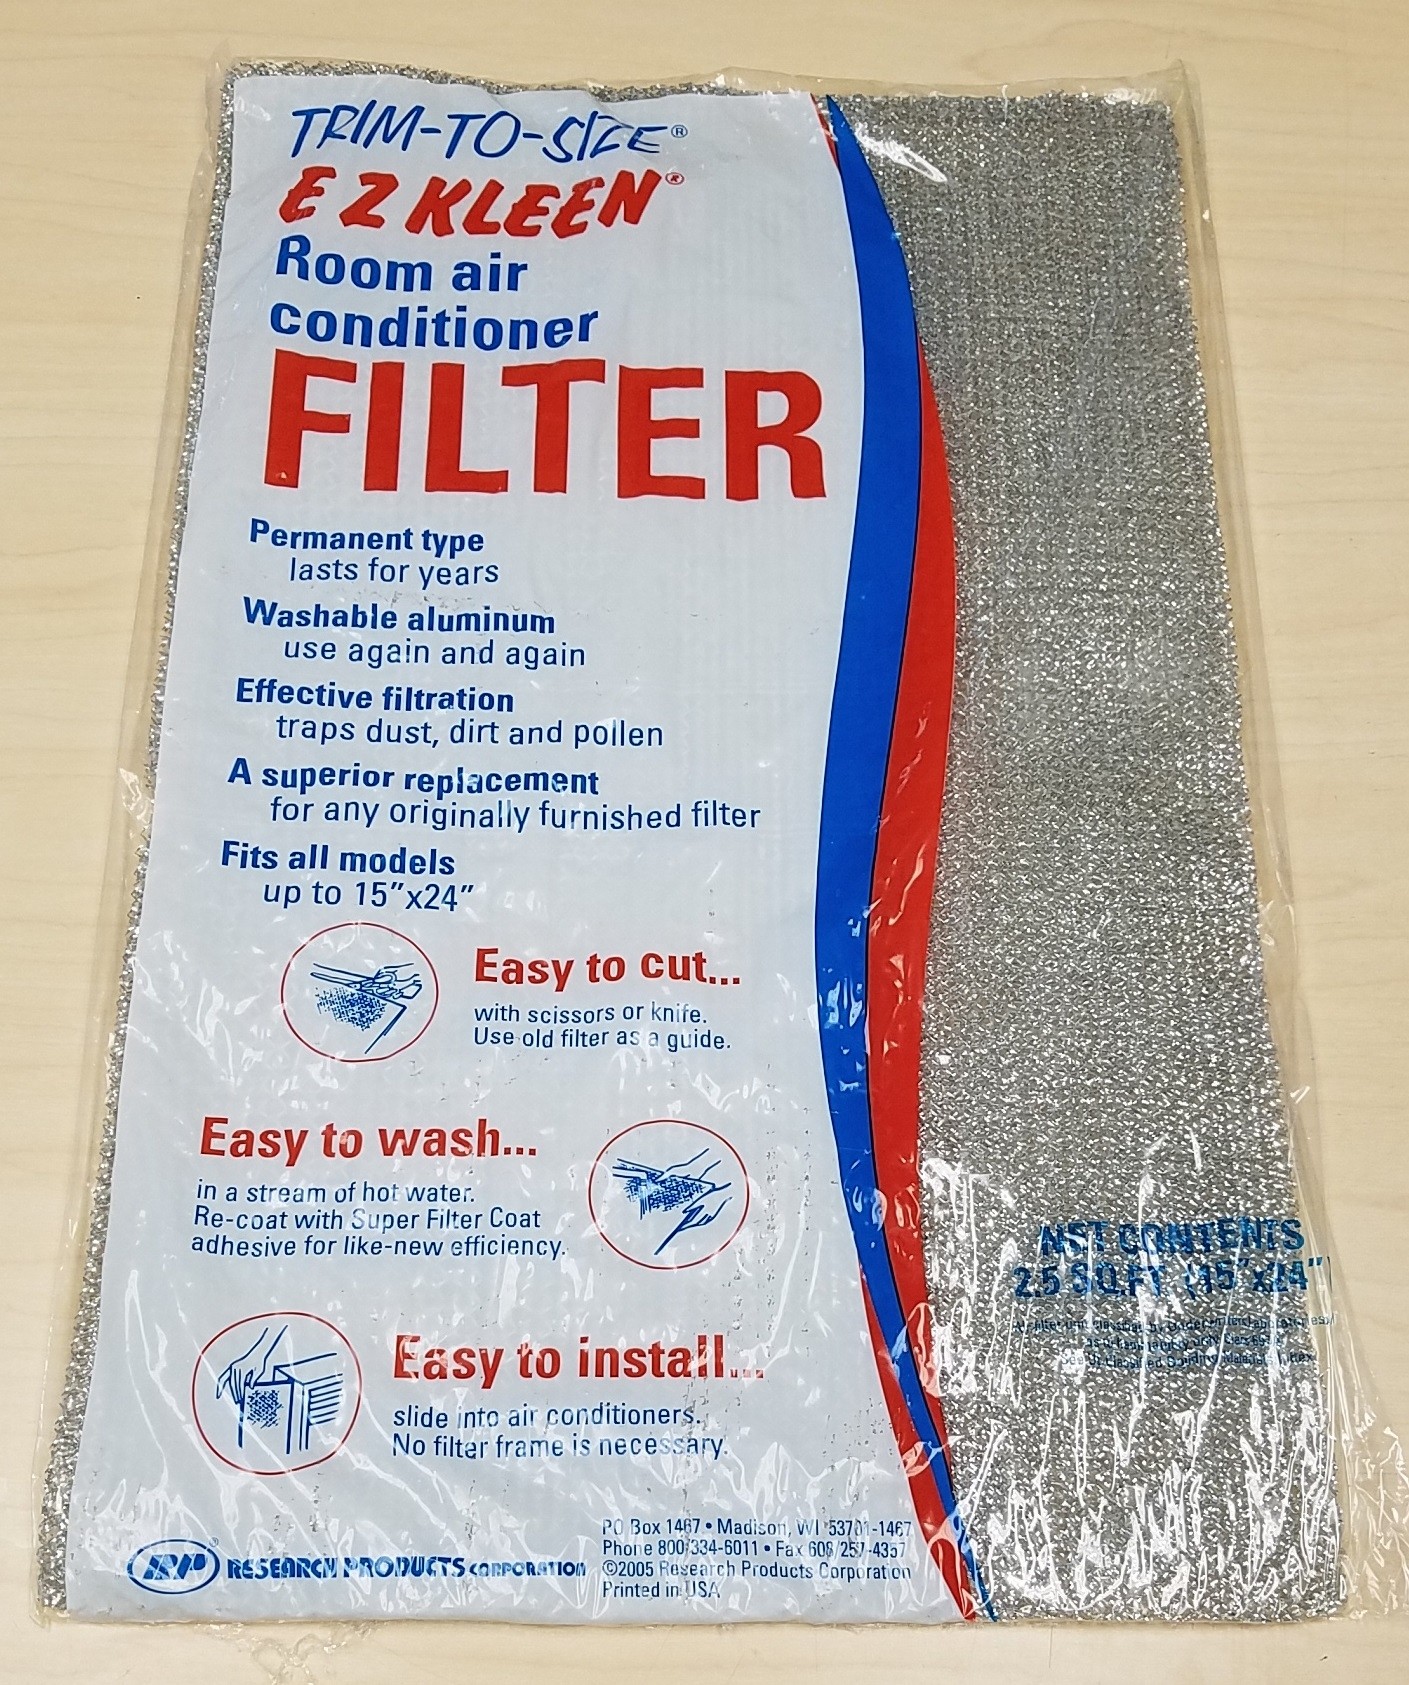 TRIM-TO-SIZE®
E Z KLEEN®
Room air
conditioner
FILTER
Permanent type
lasts for years
Washable aluminum
use again and again
Effective filtration
traps dust, dirt and pollen
A superior replacement
for any originally furnished filter
Fits all models
up to 15"x24"
Easy to cut...
with scissors or knife.
Use old filter as a guide.
Easy to wash...
in a stream of hot water.
Re-coat with Super Filter Coat
adhesive for like-new efficiency.
Easy to install...
slide into air conditioners.
No filter frame is necessary.
NET CONTENTS
2.5 SQ.FT. (15"x24")
RP® RESEARCH PRODUCTS CORPORATION
PO Box 1467 • Madison, WI 53701-1467
Phone 800/334-6011 • Fax 608/257-4357
©2005 Research Products Corporation
Printed in USA